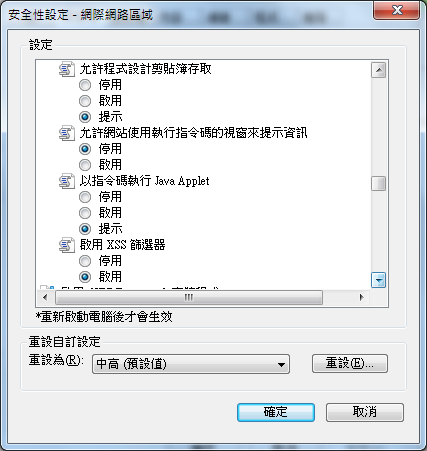 安全性設定 - 網際網路區域
設定
允許程式設計剪貼簿存取
停用
啟用
提示
允許網站使用執行指令碼的視窗來提示資訊
停用
啟用
以指令碼執行 Java Applet
停用
啟用
提示
啟用 XSS 篩選器
停用
啟用
*重新啟動電腦後才會生效
重設自訂設定
重設為(R):
中高 (預設值)
重設(E)...
確定
取消